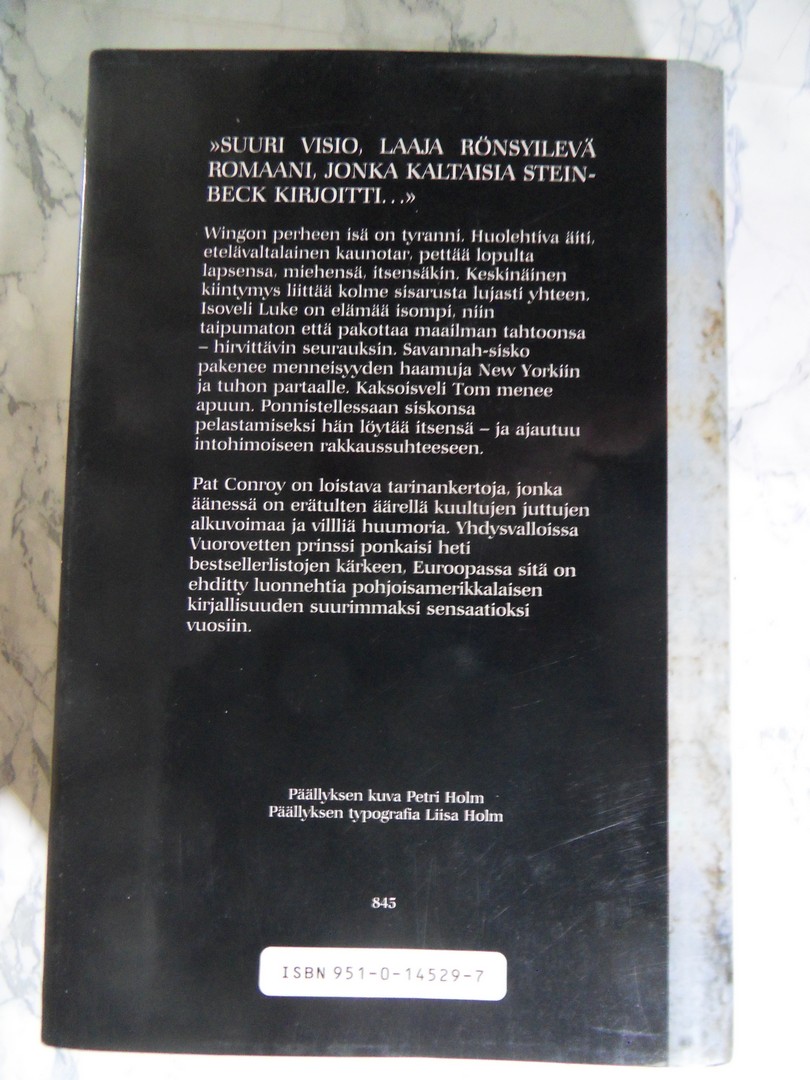 »SUURI VISIO, LAAJA RÖNSYILEVÄ
ROMAANI, JONKA KALTAISIA STEIN-
BECK KIRJOITTI...»
Wingon perheen isä on tyranni. Huolehtiva äiti,
etelävaltalainen kaunotar, pettää lopulta
lapsensa, miehensä, itsensäkin. Keskinäinen
kiintymys liittää kolme sisarusta lujasti yhteen.
Isoveli Luke on elämää isompi, niin
taipumaton että pakottaa maailman tahtoonsa
– hirvittävin seurauksin. Savannah-sisko
pakenee menneisyyden haamuja New Yorkiin
ja tuhon partaalle. Kaksoisveli Tom menee
apuun. Ponnistellessaan siskonsa
pelastamiseksi hän löytää itsensä – ja ajautuu
intohimoiseen rakkaussuhteeseen.
Pat Conroy on loistava tarinankertoja, jonka
äänessä on erätulten äärellä kuultujen juttujen
alkuvoimaa ja villliä huumoria. Yhdysvalloissa
Vuorovetten prinssi ponkaisi heti
bestsellerlistojen kärkeen, Euroopassa sitä on
ehditty luonnehtia pohjoisamerikkalaisen
kirjallisuuden suurimmaksi sensaatioksi
vuosiin.
Päällyksen kuva Petri Holm
Päällyksen typografia Liisa Holm
845
ISBN 951-0-14529-7